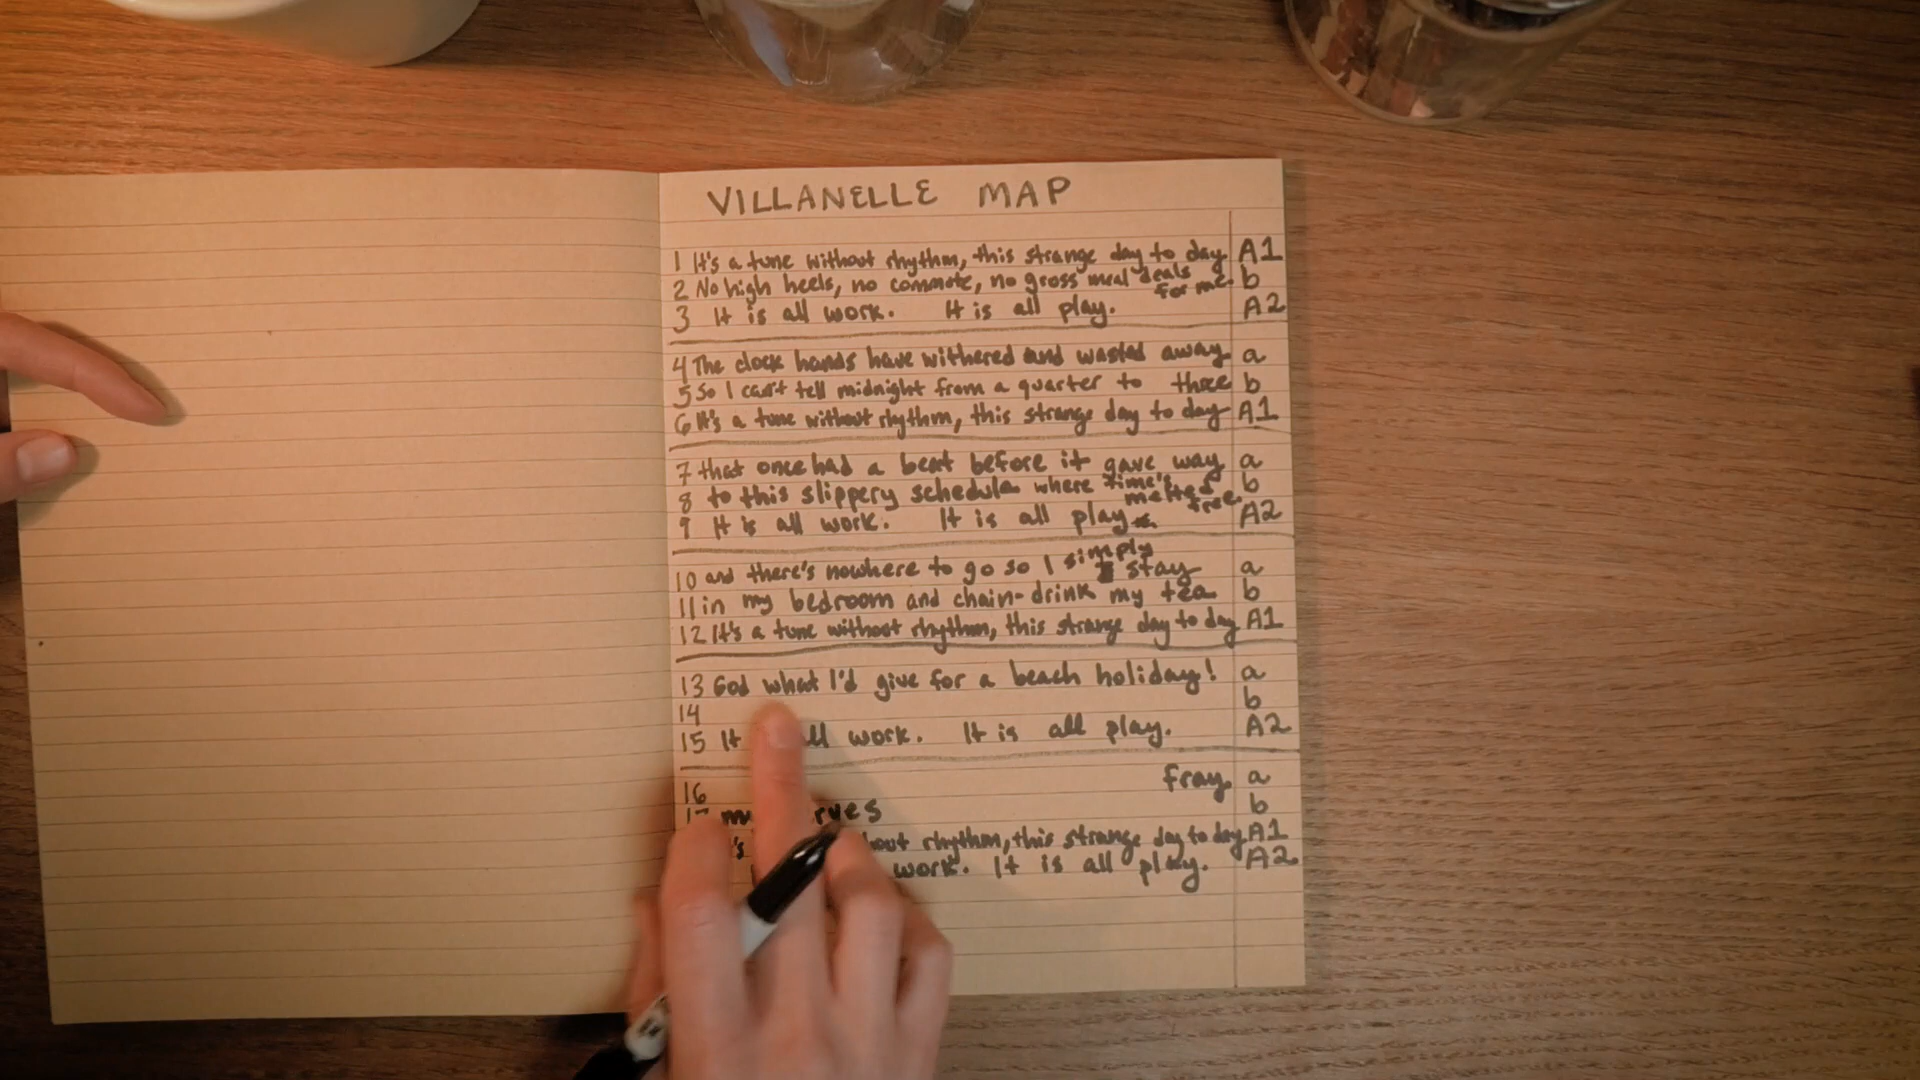 VILLANELLE MAP
1 It's a tune without rhythm, this strange day to day A1
2 No high heels, no commute, no gross meal deals for me. b
3 It is all work. It is all play. A2
4 The clock hands have withered and wasted away a
5 So I can't tell midnight from a quarter to three b
6 It's a tune without rhythm, this strange day to day A1
7 that once had a beat before it gave way a
8 to this slippery schedule where time's melted free. b
9 It is all work. It is all play A2
10 and there's nowhere to go so I simply stay a
11 in my bedroom and chain-drink my tea b
12 It's a tune without rhythm, this strange day to day A1
13 God what I'd give for a beach holiday! a
14 b
15 It all work. It is all play. A2
16 fray a
17 b
rhythm, this strange day to day A1
work. It is all play. A2